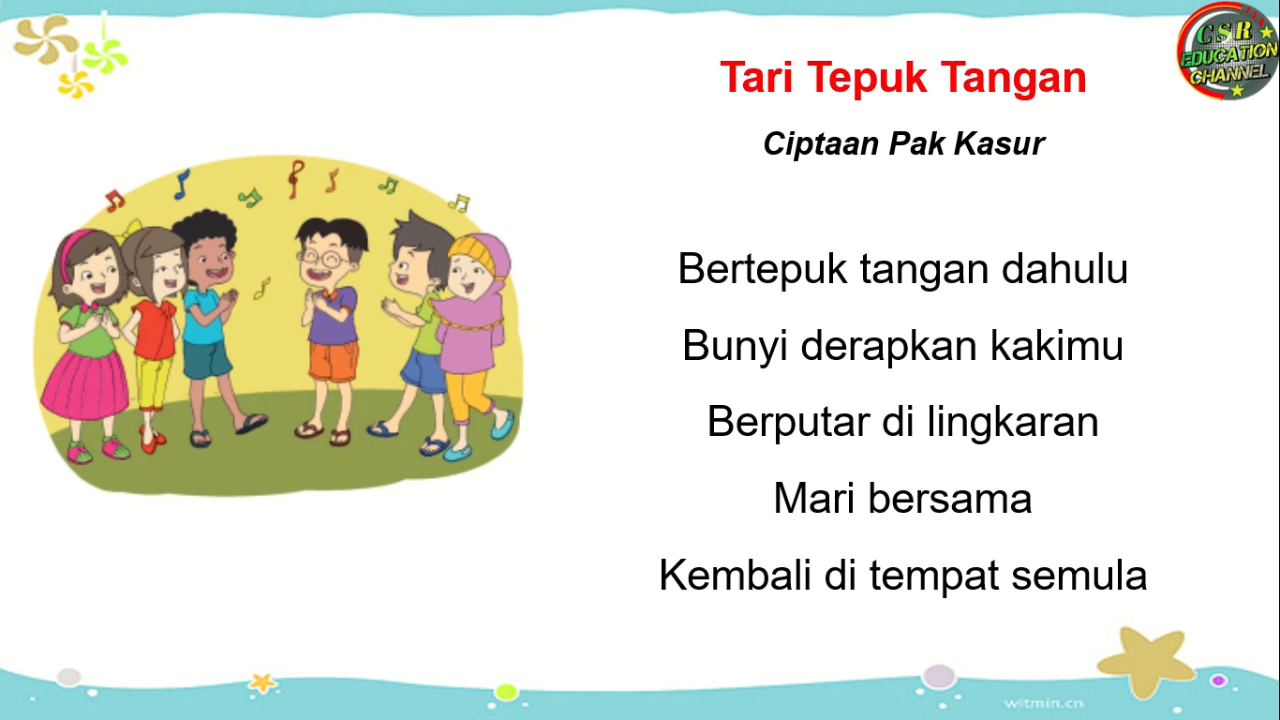 CSR
EDUCATION
CHANNEL
Tari Tepuk Tangan
Ciptaan Pak Kasur
Bertepuk tangan dahulu
Bunyi derapkan kakimu
Berputar di lingkaran
Mari bersama
Kembali di tempat semula
witmin.cn